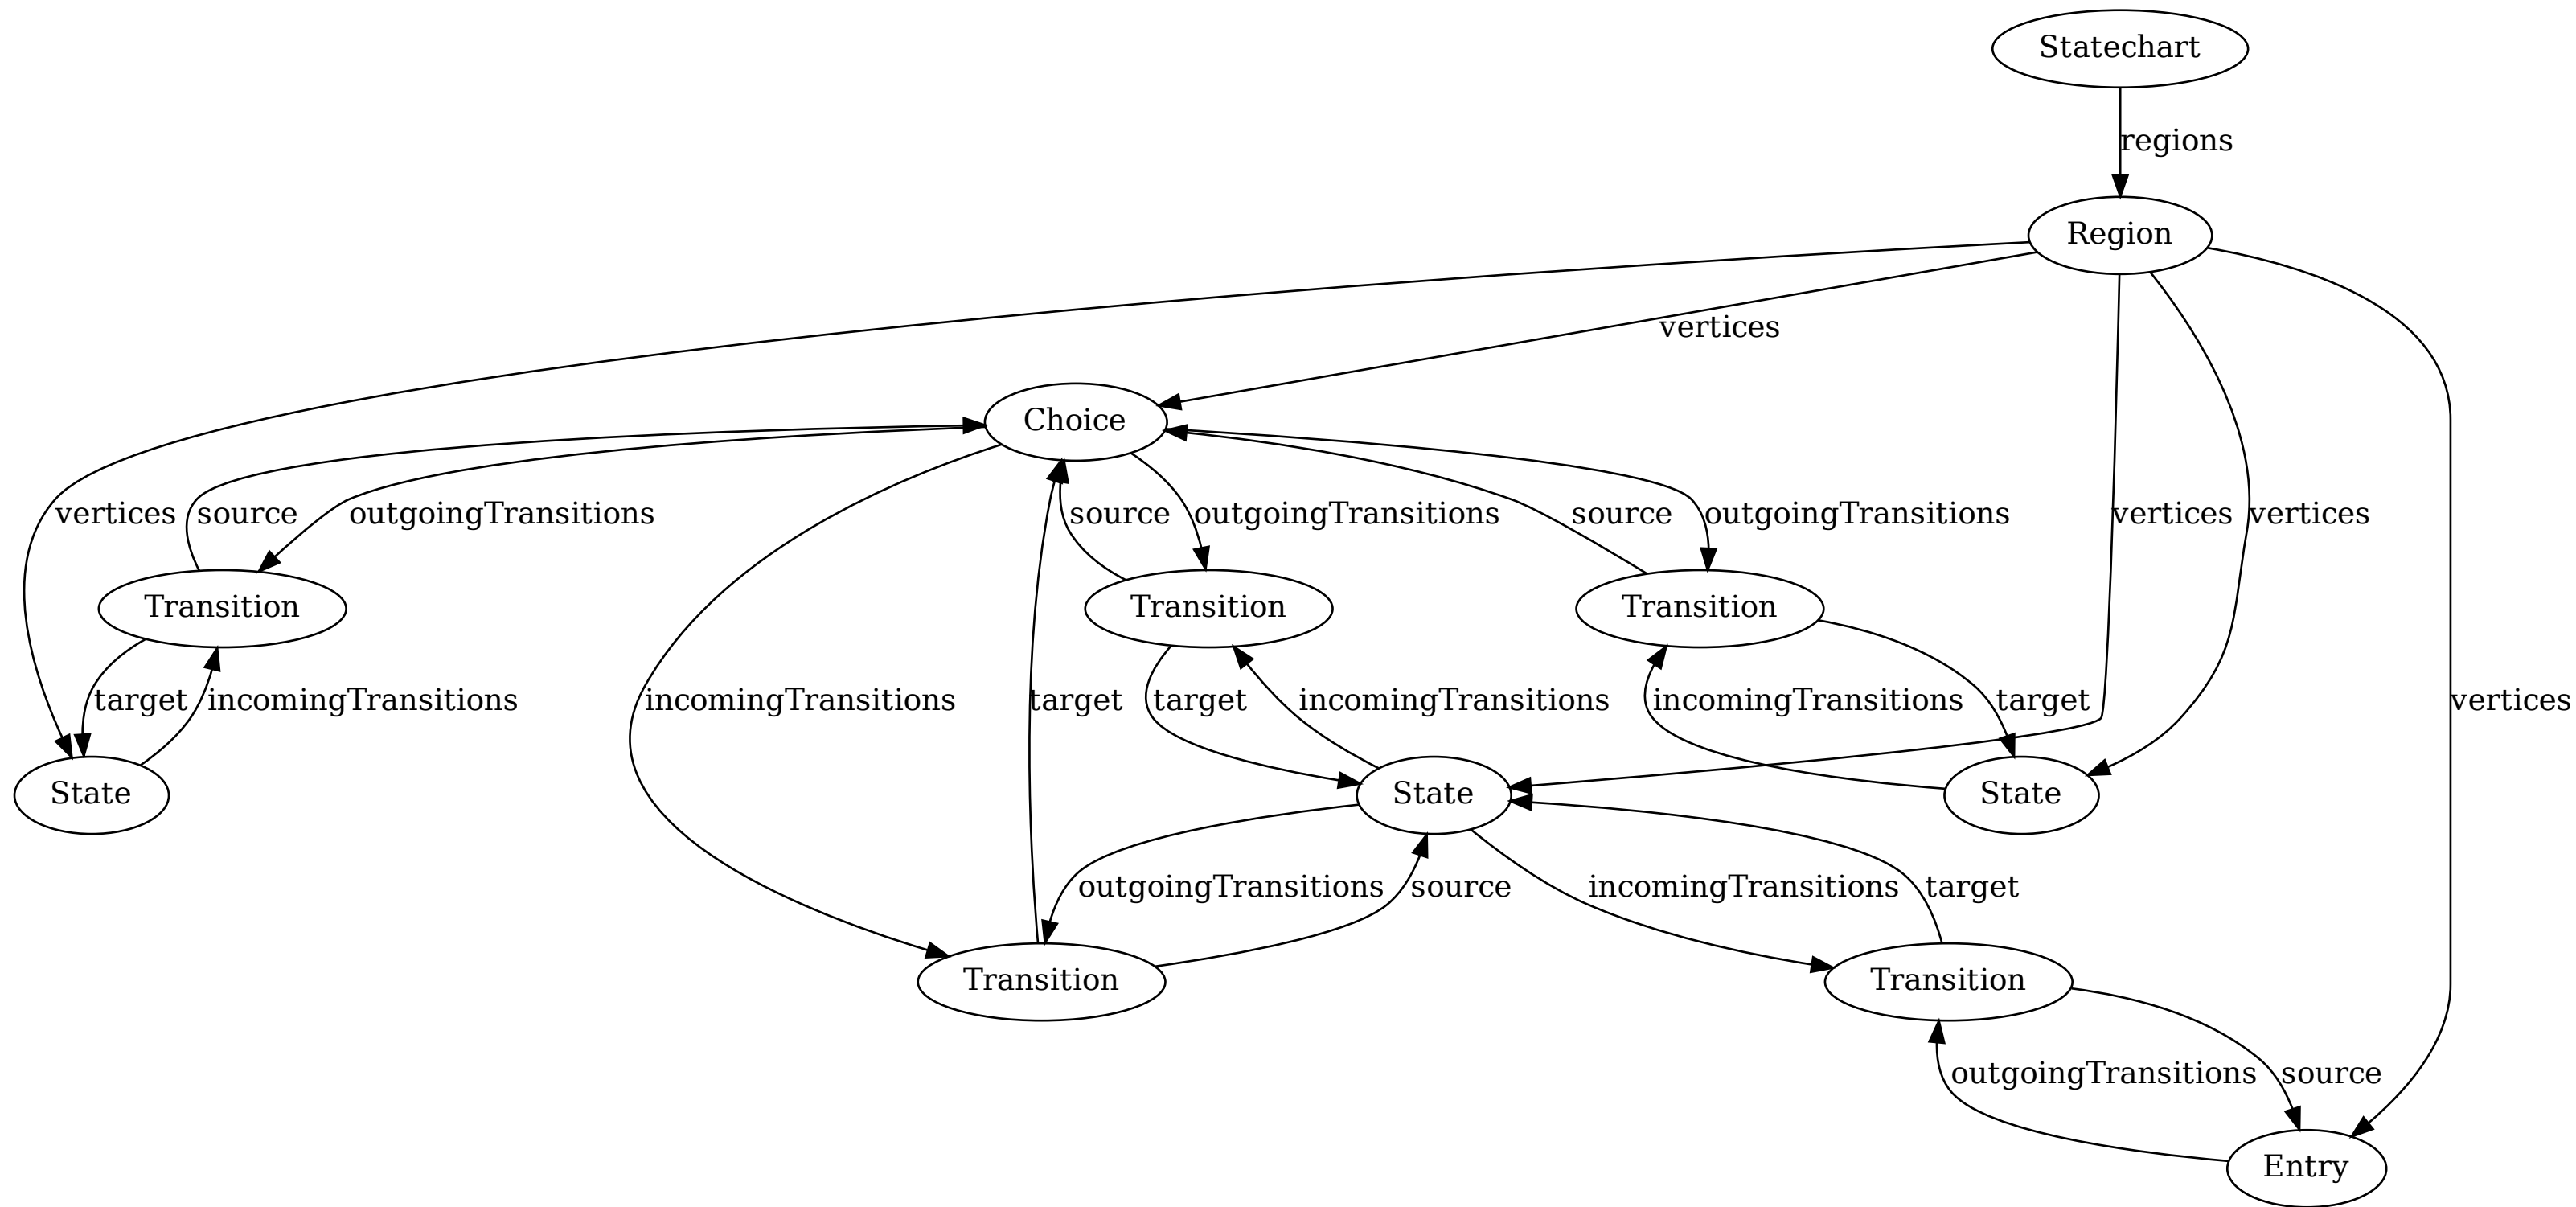 Statechart
regions
Region
vertices
Choice
vertices
source
outgoingTransitions
source
outgoingTransitions
source
outgoingTransitions
vertices
vertices
Transition
Transition
Transition
target
incomingTransitions
incomingTransitions
target
target
incomingTransitions
incomingTransitions
target
vertices
State
State
State
outgoingTransitions
source
incomingTransitions
target
Transition
Transition
outgoingTransitions
source
Entry